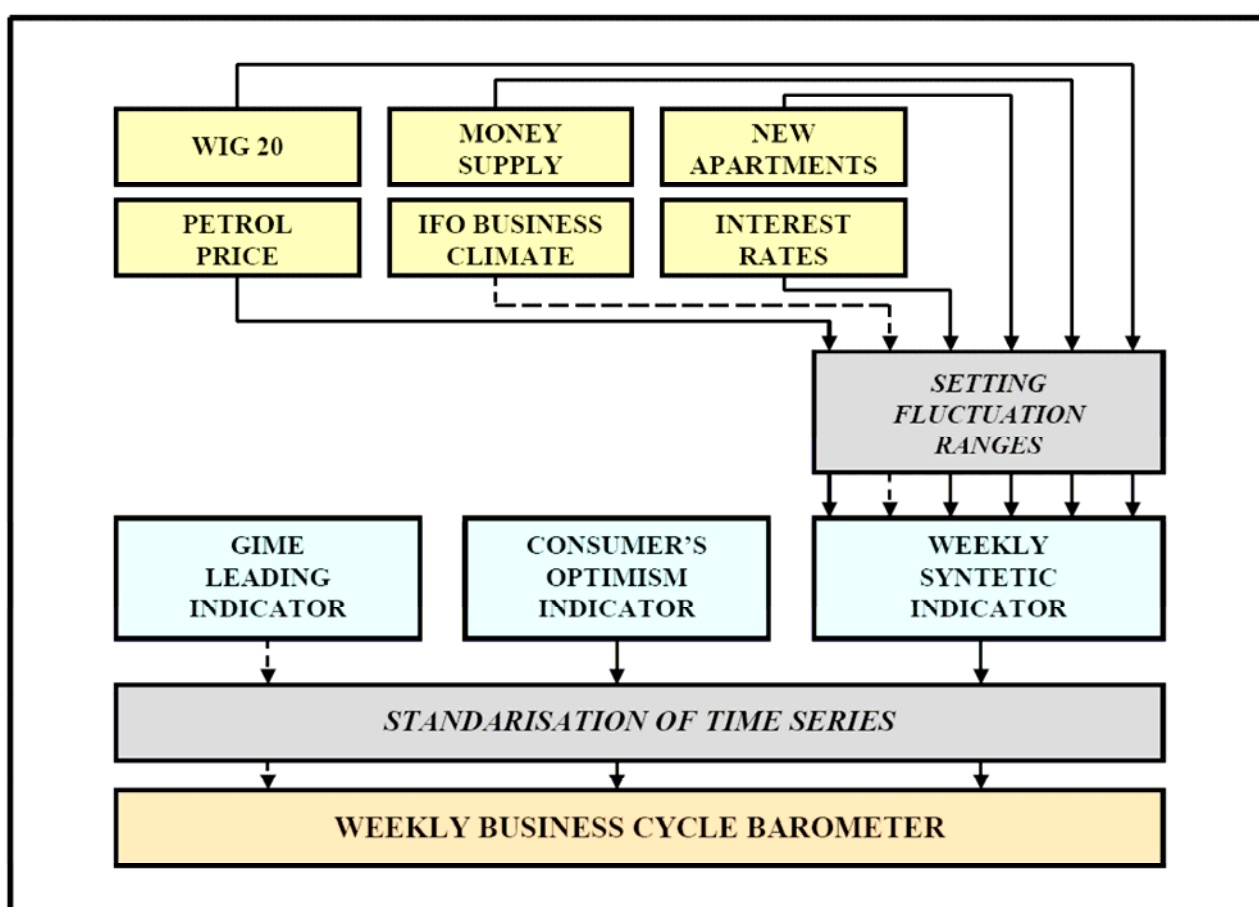 WIG 20
MONEY
SUPPLY
NEW
APARTMENTS
PETROL
PRICE
IFO BUSINESS
CLIMATE
INTEREST
RATES
SETTING
FLUCTUATION
RANGES
GIME
LEADING
INDICATOR
CONSUMER'S
OPTIMISM
INDICATOR
WEEKLY
SYNTETIC
INDICATOR
STANDARISATION OF TIME SERIES
WEEKLY BUSINESS CYCLE BAROMETER